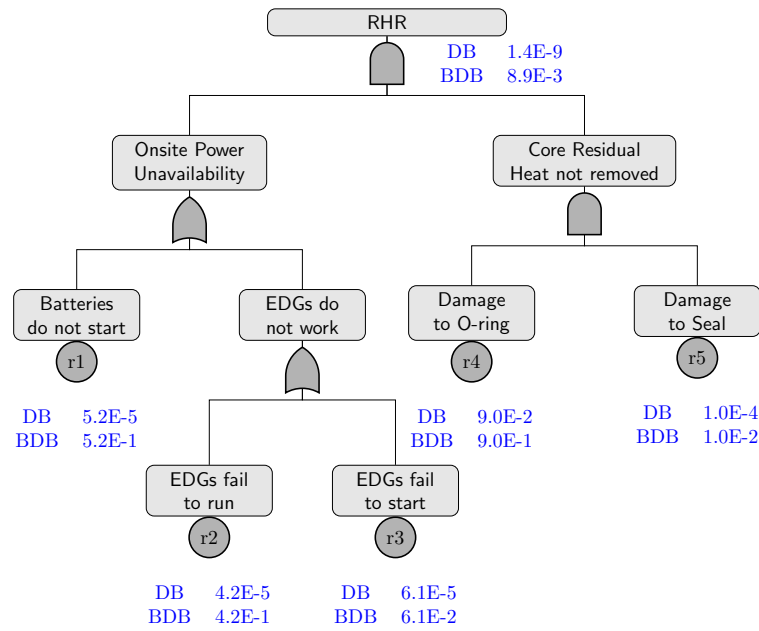 RHR
DB 1.4E-9
BDB 8.9E-3
Onsite Power
Unavailability
Core Residual
Heat not removed
Batteries
do not start
EDGs do
not work
Damage
to O-ring
Damage
to Seal
r1
r4
r5
DB 5.2E-5
BDB 5.2E-1
DB 9.0E-2
BDB 9.0E-1
DB 1.0E-4
BDB 1.0E-2
EDGs fail
to run
EDGs fail
to start
r2
r3
DB 4.2E-5
BDB 4.2E-1
DB 6.1E-5
BDB 6.1E-2